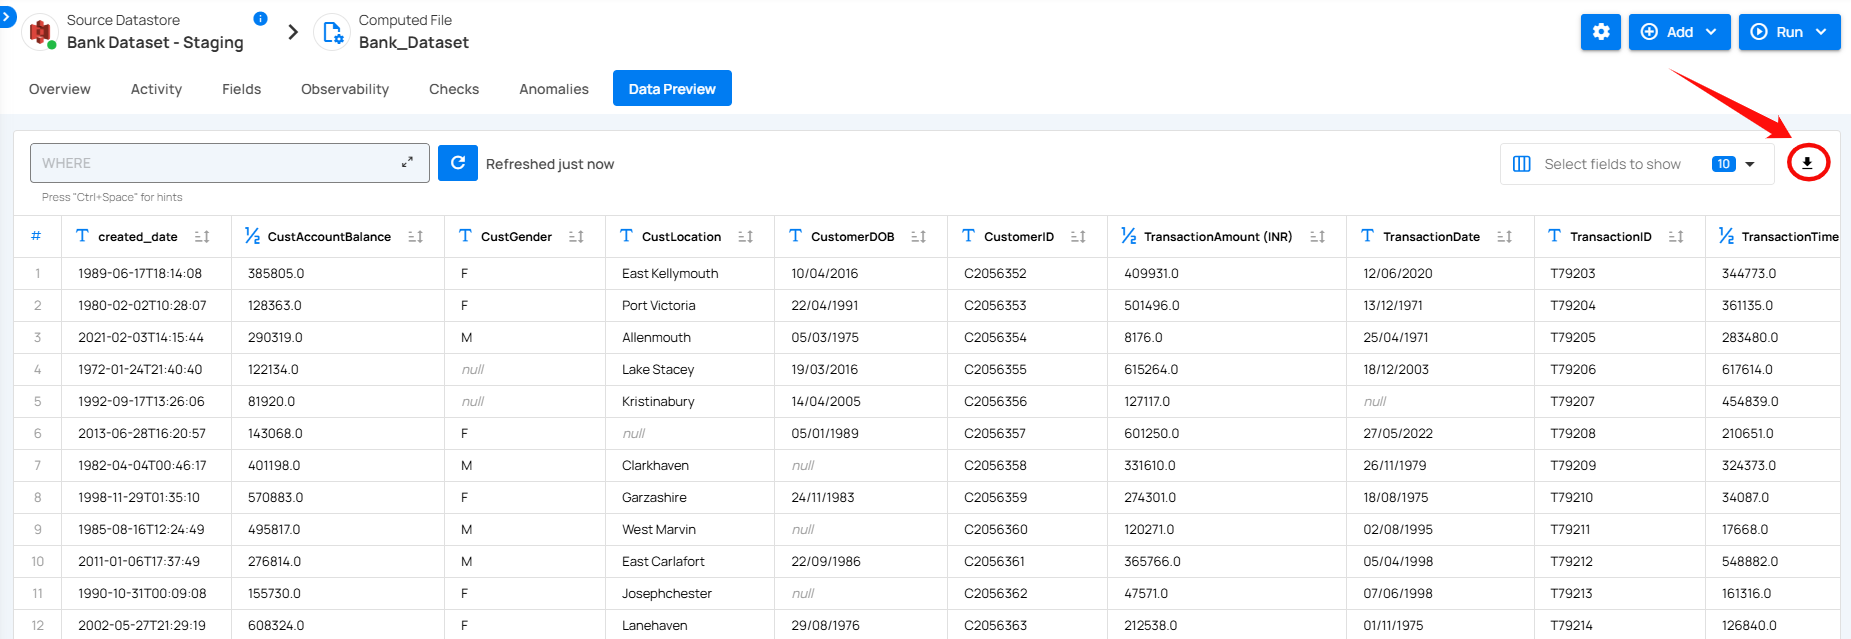 Source Datastore
Bank Dataset - Staging
Computed File
Bank_Dataset
Add
Run
Overview Activity Fields Observability Checks Anomalies Data Preview
WHERE
Refreshed just now
Select fields to show 10
Press "Ctrl+Space" for hints
# created_date CustAccountBalance CustGender CustLocation CustomerDOB CustomerID TransactionAmount (INR) TransactionDate TransactionID TransactionTime
1 1989-06-17T18:14:08 385805.0 F East Kellymouth 10/04/2016 C2056352 409931.0 12/06/2020 T79203 344773.0
2 1980-02-02T10:28:07 128363.0 F Port Victoria 22/04/1991 C2056353 501496.0 13/12/1971 T79204 361135.0
3 2021-02-03T14:15:44 290319.0 M Allenmouth 05/03/1975 C2056354 8176.0 25/04/1971 T79205 283480.0
4 1972-01-24T21:40:40 122134.0 null Lake Stacey 19/03/2016 C2056355 615264.0 18/12/2003 T79206 617614.0
5 1992-09-17T13:26:06 81920.0 null Kristinabury 14/04/2005 C2056356 127117.0 null T79207 454839.0
6 2013-06-28T16:20:57 143068.0 F null 05/01/1989 C2056357 601250.0 27/05/2022 T79208 210651.0
7 1982-04-04T00:46:17 401198.0 M Clarkhaven null C2056358 331610.0 26/11/1979 T79209 324373.0
8 1998-11-29T01:35:10 570883.0 F Garzashire 24/11/1983 C2056359 274301.0 18/08/1975 T79210 34087.0
9 1985-08-16T12:24:49 495817.0 M West Marvin null C2056360 120271.0 02/08/1995 T79211 17668.0
10 2011-01-06T17:37:49 276814.0 M East Carlafort 22/09/1986 C2056361 365766.0 05/04/1998 T79212 548882.0
11 1990-10-31T00:09:08 155730.0 F Josephchester null C2056362 47571.0 07/06/1998 T79213 161316.0
12 2002-05-27T21:29:19 608324.0 F Lanehaven 29/08/1976 C2056363 212538.0 01/11/1975 T79214 126840.0